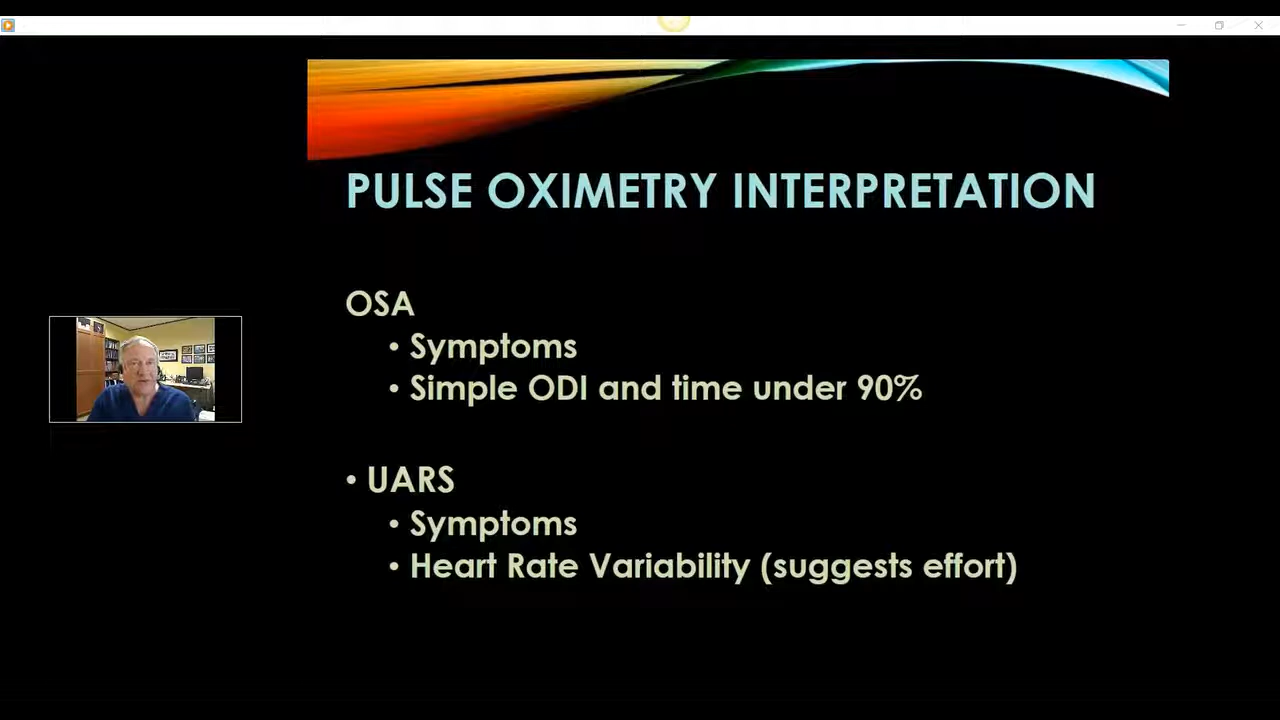 PULSE OXIMETRY INTERPRETATION
OSA
• Symptoms
• Simple ODI and time under 90%
• UARS
• Symptoms
• Heart Rate Variability (suggests effort)